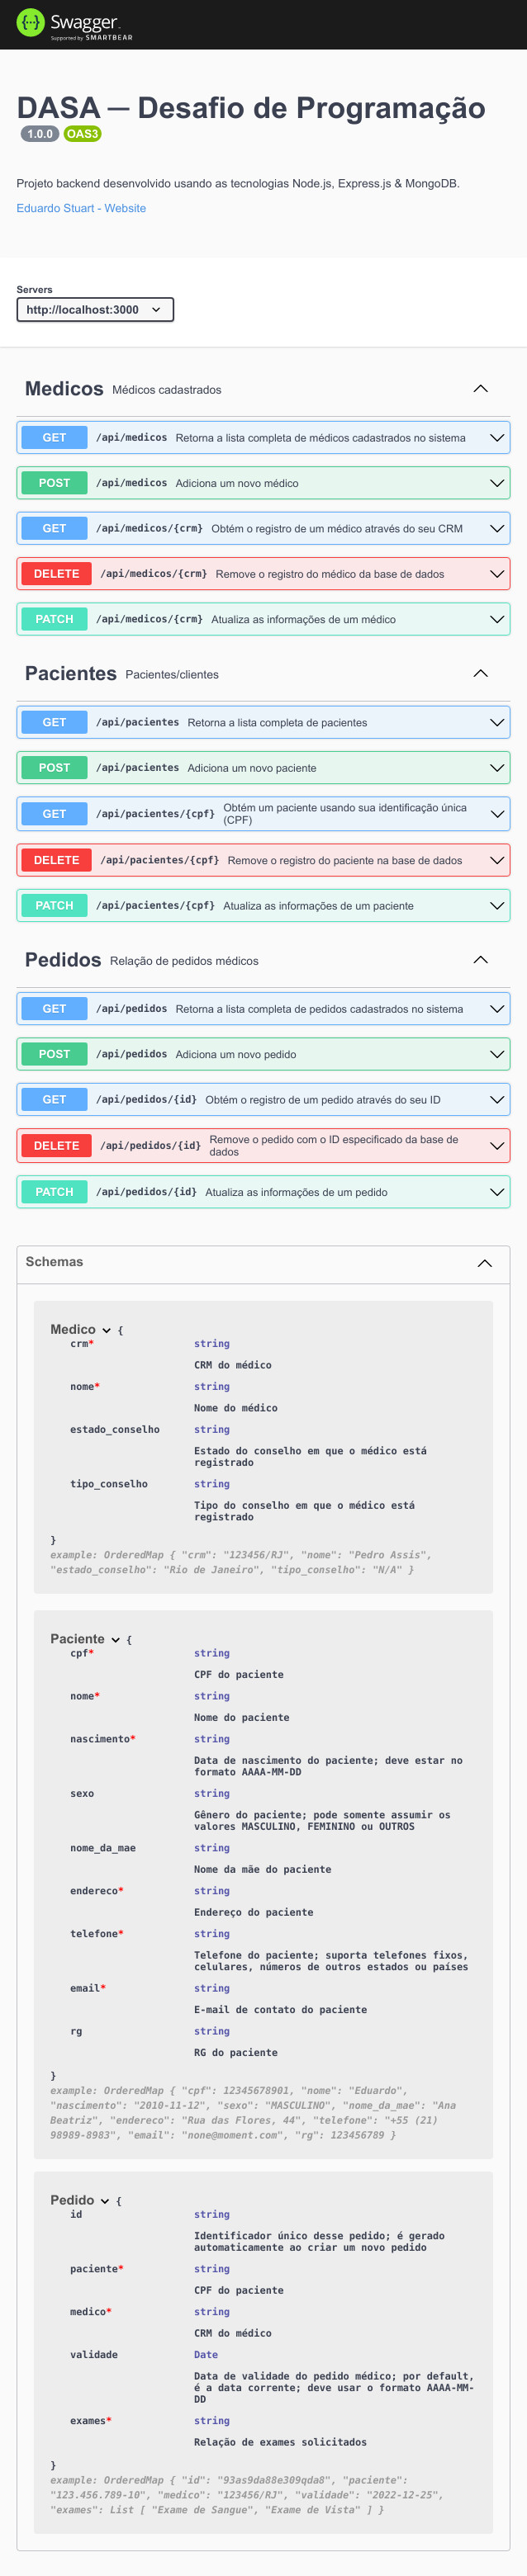 Swagger.
Supported by SMARTBEAR
DASA — Desafio de Programação
1.0.0 OAS3
Projeto backend desenvolvido usando as tecnologias Node.js, Express.js & MongoDB.
Eduardo Stuart - Website
Servers
http://localhost:3000
Medicos Médicos cadastrados
GET /api/medicos Retorna a lista completa de médicos cadastrados no sistema
POST /api/medicos Adiciona um novo médico
GET /api/medicos/{crm} Obtém o registro de um médico através do seu CRM
DELETE /api/medicos/{crm} Remove o registro do médico da base de dados
PATCH /api/medicos/{crm} Atualiza as informações de um médico
Pacientes Pacientes/clientes
GET /api/pacientes Retorna a lista completa de pacientes
POST /api/pacientes Adiciona um novo paciente
GET /api/pacientes/{cpf} Obtém um paciente usando sua identificação única
(CPF)
DELETE /api/pacientes/{cpf} Remove o registro do paciente na base de dados
PATCH /api/pacientes/{cpf} Atualiza as informações de um paciente
Pedidos Relação de pedidos médicos
GET /api/pedidos Retorna a lista completa de pedidos cadastrados no sistema
POST /api/pedidos Adiciona um novo pedido
GET /api/pedidos/{id} Obtém o registro de um pedido através do seu ID
DELETE /api/pedidos/{id} Remove o pedido com o ID especificado da base de
dados
PATCH /api/pedidos/{id} Atualiza as informações de um pedido
Schemas
Medico {
crm* string
CRM do médico
nome* string
Nome do médico
estado_conselho string
Estado do conselho em que o médico está
registrado
tipo_conselho string
Tipo do conselho em que o médico está
registrado
}
example: OrderedMap { "crm": "123456/RJ", "nome": "Pedro Assis",
"estado_conselho": "Rio de Janeiro", "tipo_conselho": "N/A" }
Paciente {
cpf* string
CPF do paciente
nome* string
Nome do paciente
nascimento* string
Data de nascimento do paciente; deve estar no
formato AAAA-MM-DD
sexo string
Gênero do paciente; pode somente assumir os
valores MASCULINO, FEMININO ou OUTROS
nome_da_mae string
Nome da mãe do paciente
endereco* string
Endereço do paciente
telefone* string
Telefone do paciente; suporta telefones fixos,
celulares, números de outros estados ou países
email* string
E-mail de contato do paciente
rg string
RG do paciente
}
example: OrderedMap { "cpf": 12345678901, "nome": "Eduardo",
"nascimento": "2010-11-12", "sexo": "MASCULINO", "nome_da_mae": "Ana
Beatriz", "endereco": "Rua das Flores, 44", "telefone": "+55 (21)
98989-8983", "email": "none@moment.com", "rg": 123456789 }
Pedido {
id string
Identificador único desse pedido; é gerado
automaticamente ao criar um novo pedido
paciente* string
CPF do paciente
medico* string
CRM do médico
validade Date
Data de validade do pedido médico; por default,
é a data corrente; deve usar o formato AAAA-MM-
DD
exames* string
Relação de exames solicitados
}
example: OrderedMap { "id": "93as9da88e309qda8", "paciente":
"123.456.789-10", "medico": "123456/RJ", "validade": "2022-12-25",
"exames": List [ "Exame de Sangue", "Exame de Vista" ] }